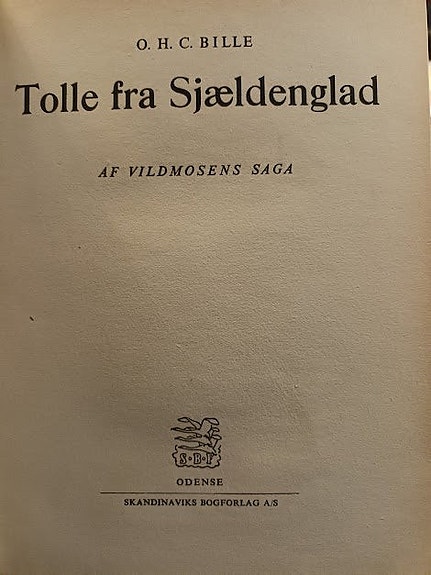 O. H. C. BILLE
Tolle fra Sjældenglad
AF VILDMOSENS SAGA
S·B·F
ODENSE
SKANDINAVIKS BOGFORLAG A/S